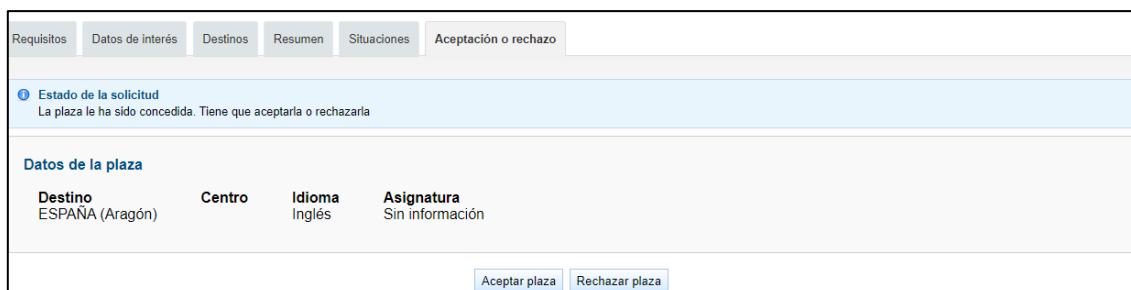 Requisitos Datos de interés Destinos Resumen Situaciones Aceptación o rechazo
Estado de la solicitud
La plaza le ha sido concedida. Tiene que aceptarla o rechazarla
Datos de la plaza
Destino Centro Idioma Asignatura
ESPAÑA (Aragón) Inglés Sin información
Aceptar plaza Rechazar plaza